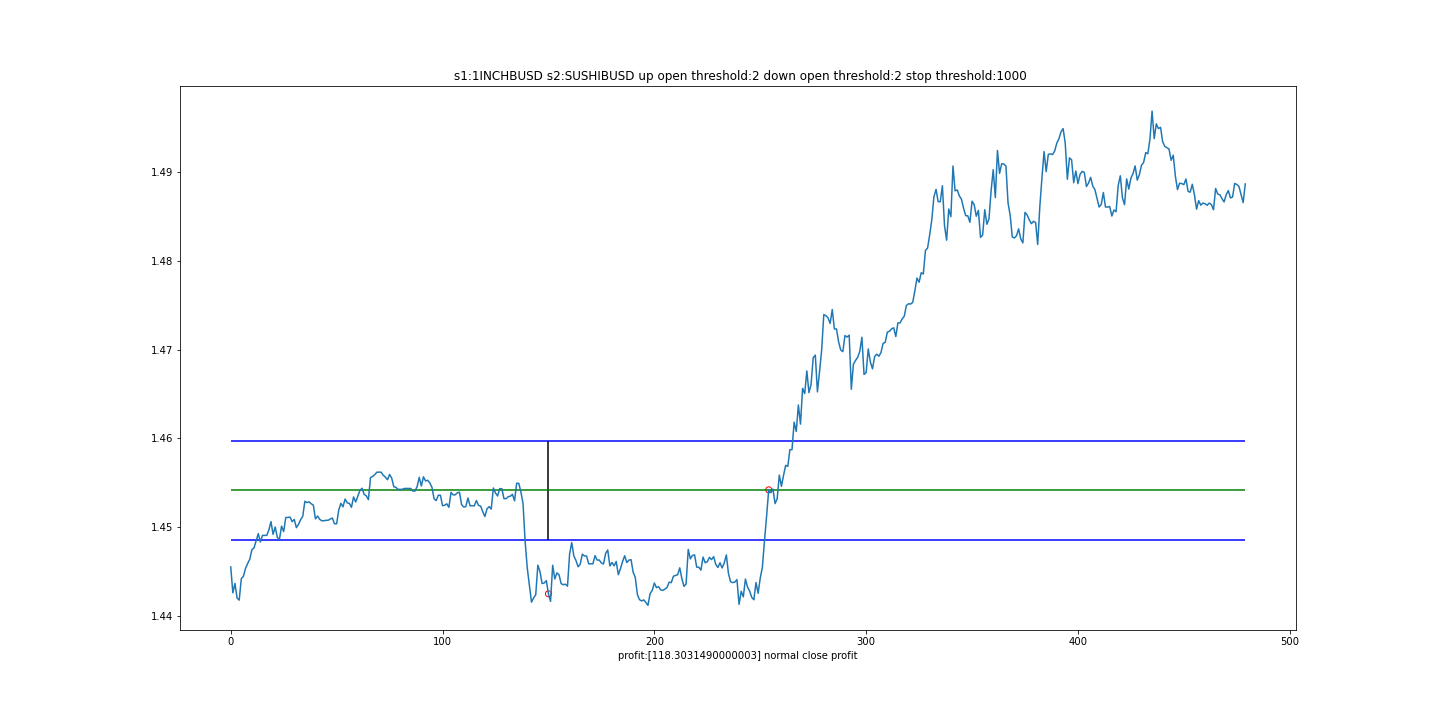 s1:1INCHBUSD s2:SUSHIBUSD up open threshold:2 down open threshold:2 stop threshold:1000
1.49
1.48
1.47
1.46
1.45
1.44
0 100 200 300 400 500
profit:[118.3031490000003] normal close profit